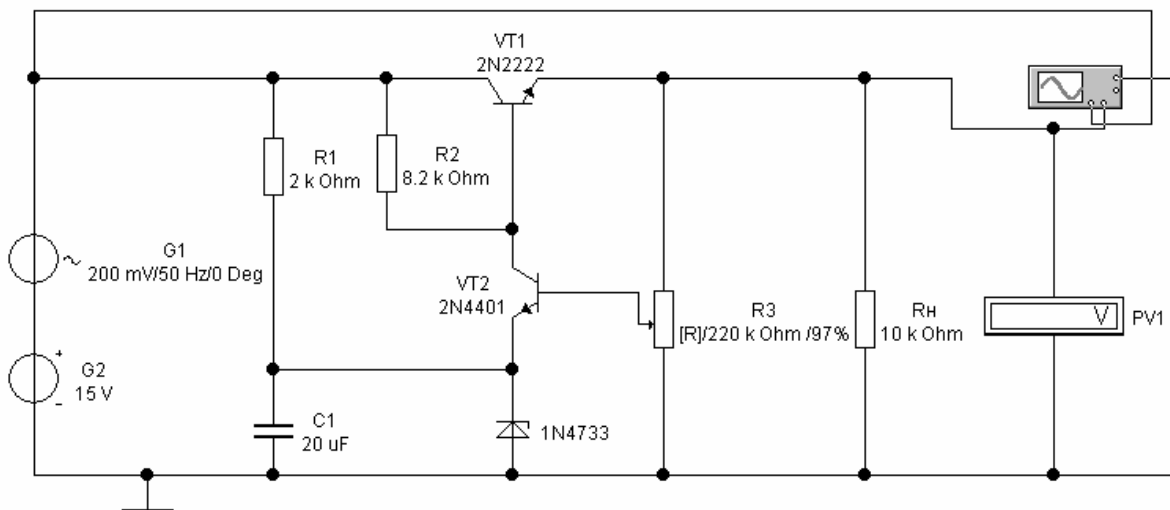 VT1
2N2222
R1
2 k Ohm
R2
8.2 k Ohm
G1
200 mV/50 Hz/0 Deg
VT2
2N4401
R3
[R]/220 k Ohm /97%
Rн
10 k Ohm
V
PV1
+
G2
15 V
-
C1
20 uF
1N4733